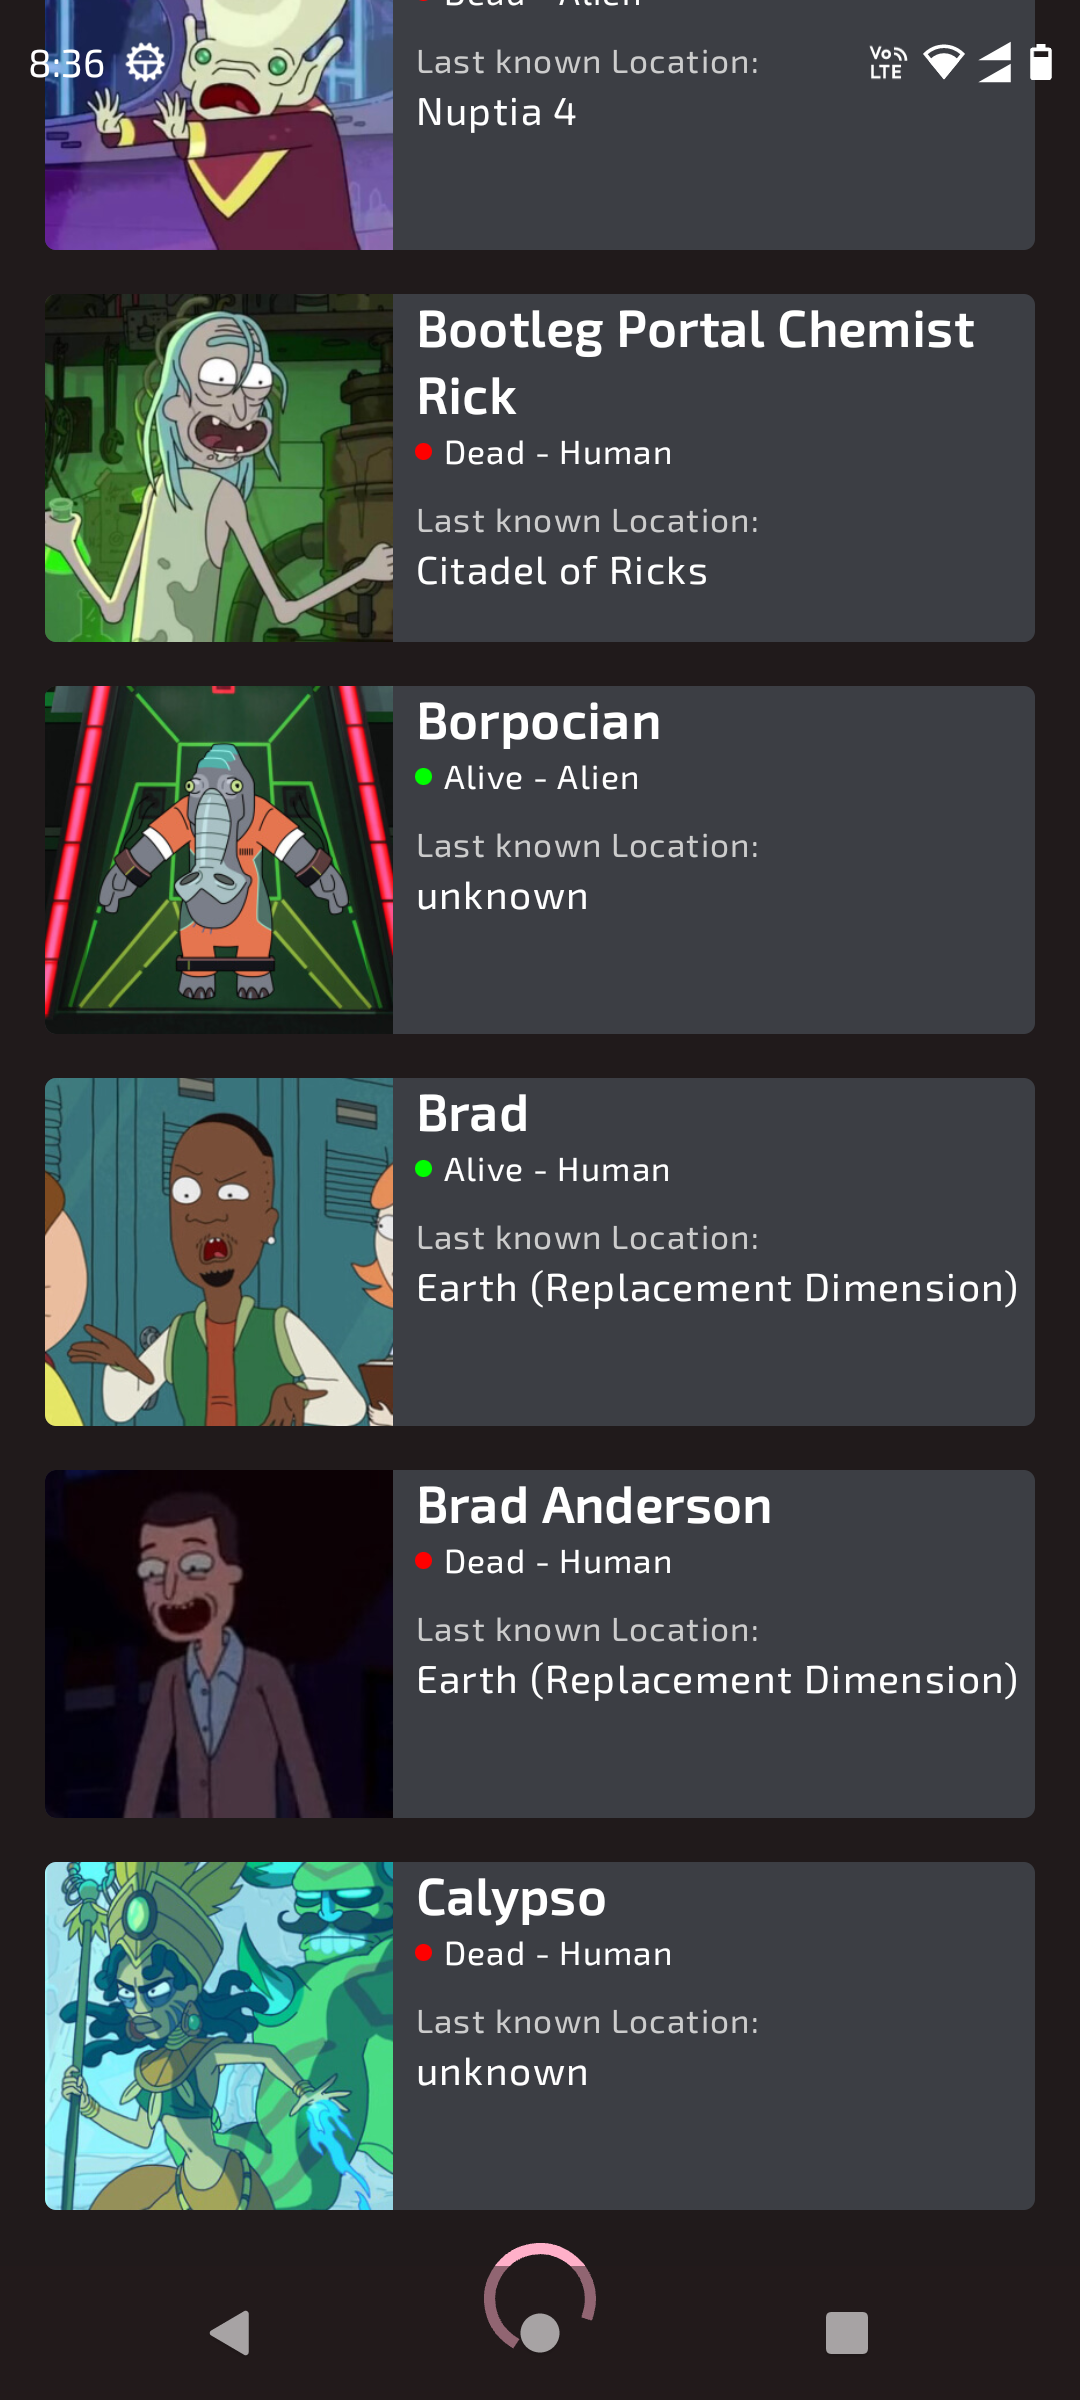 Dead - Alien
8:36
Vo LTE
Last known Location:
Nuptia 4
Bootleg Portal Chemist
Rick
Dead - Human
Last known Location:
Citadel of Ricks
Borpocian
Alive - Alien
Last known Location:
unknown
Brad
Alive - Human
Last known Location:
Earth (Replacement Dimension)
Brad Anderson
Dead - Human
Last known Location:
Earth (Replacement Dimension)
Calypso
Dead - Human
Last known Location:
unknown